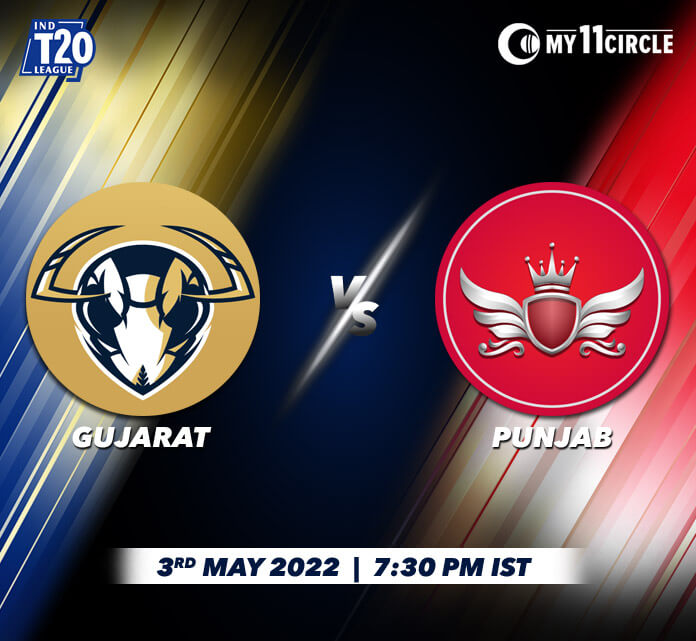 IND
T20
LEAGUE
MY11CIRCLE
VS
GUJARAT
PUNJAB
3RD MAY 2022 | 7:30 PM IST